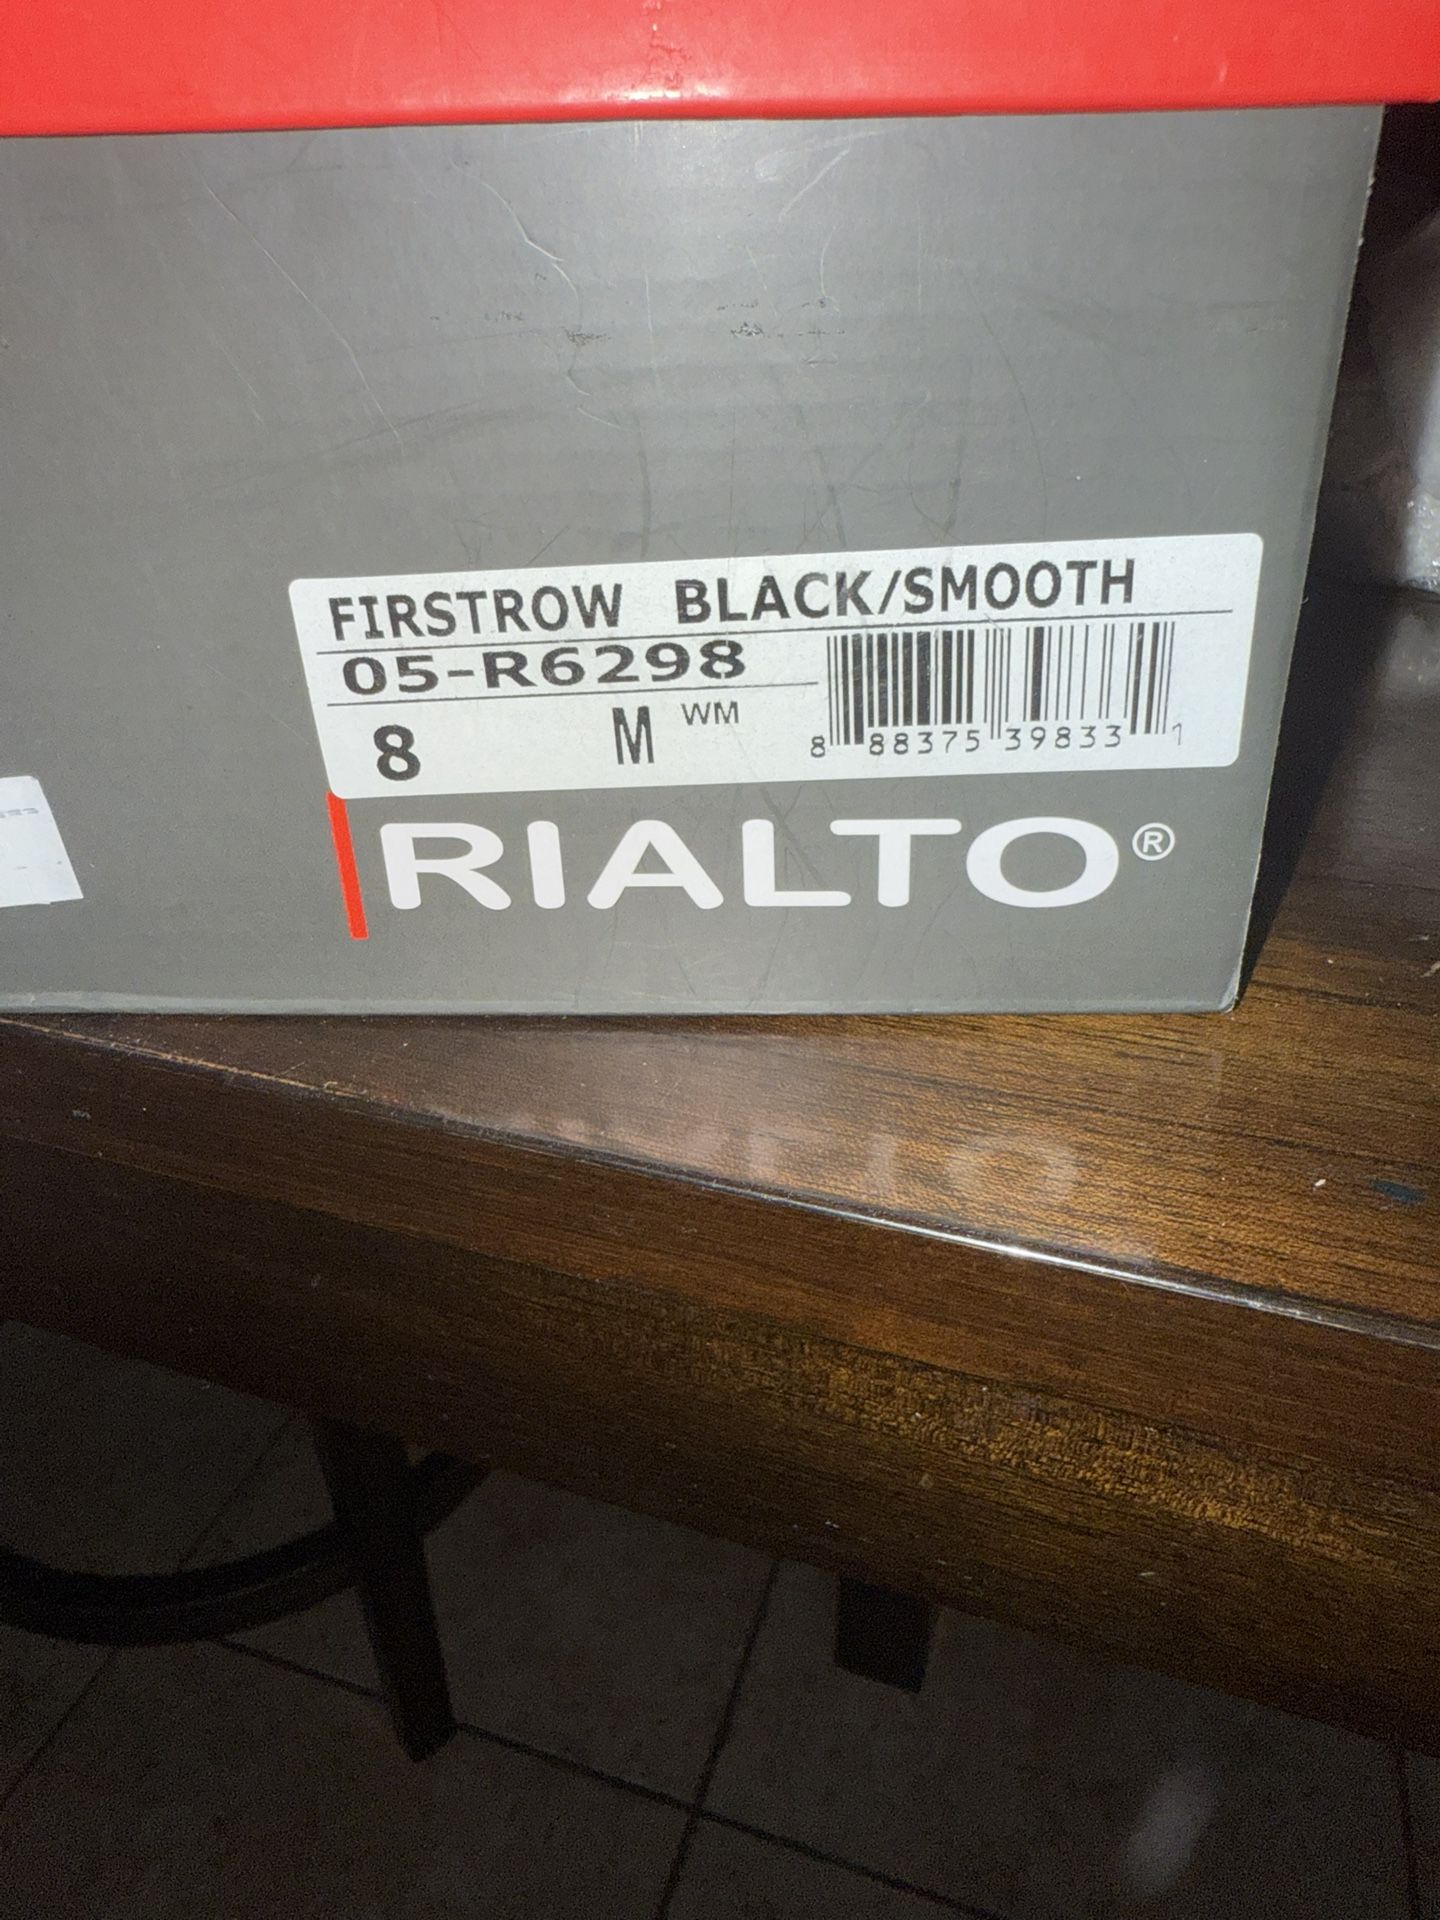 FIRSTROW BLACK/SMOOTH
05-R6298
8 M WM
8 88375 39833 1
RIALTO®